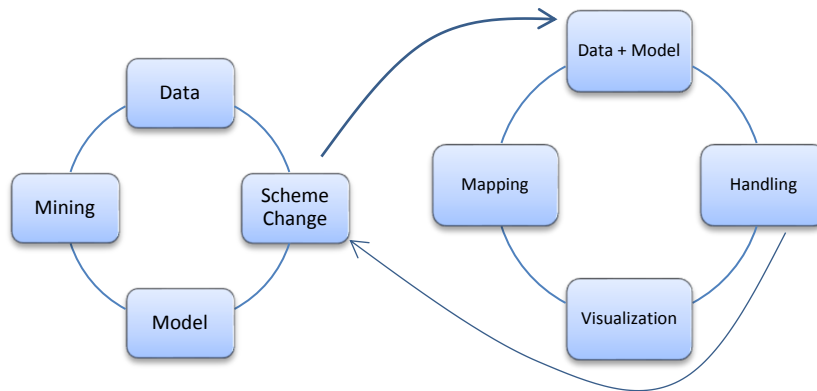 Data
Mining
Scheme
Change
Model
Data + Model
Mapping
Handling
Visualization